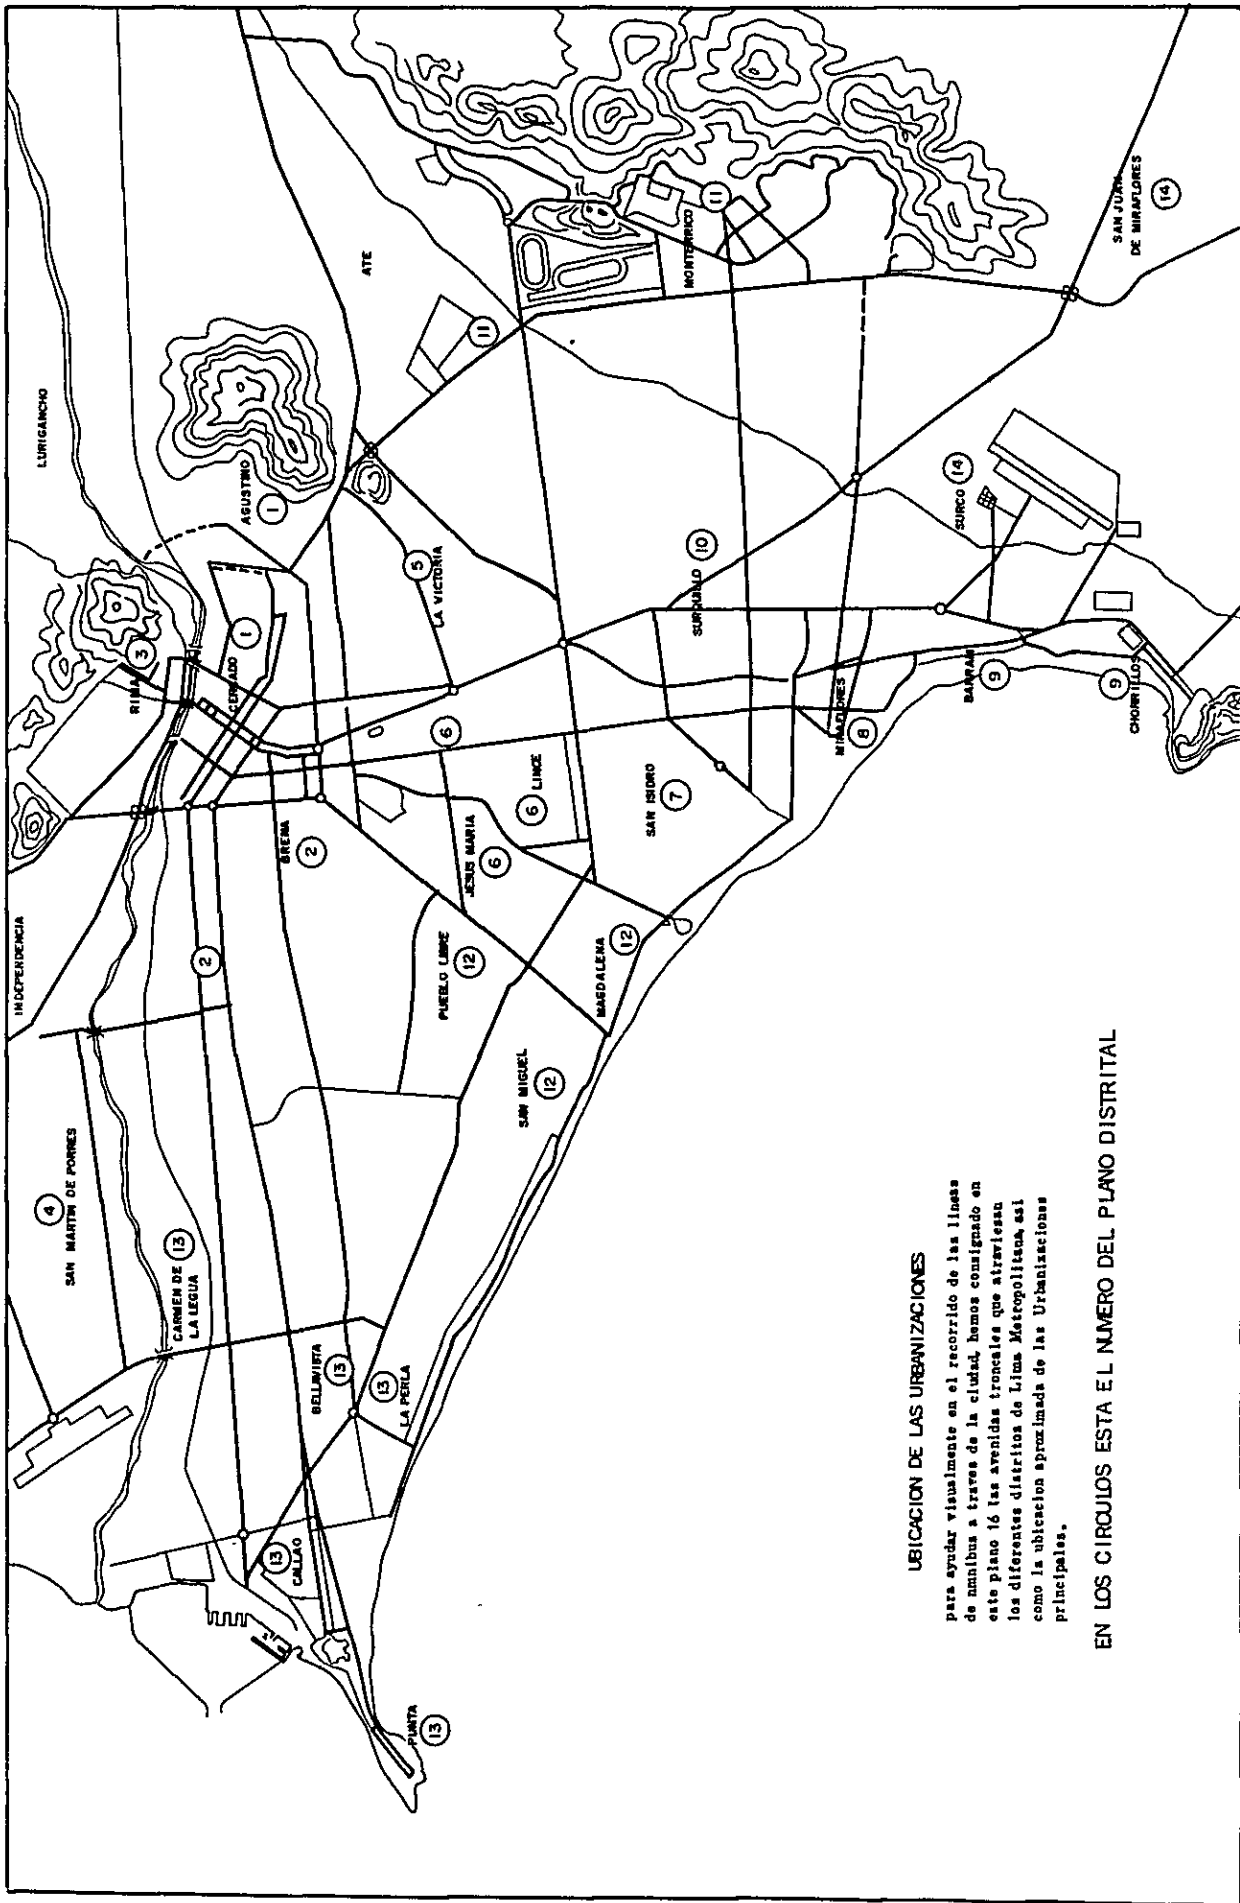 INDEPENDENCIA
LURIGANCHO
4
SAN MARTIN DE PORRES
RIMAC
3
CARMEN DE
LA LEGUA
13
2
CERCADO
1
AGUSTINO
1
ATE
CALLAO
13
BELLAVISTA
13
BREÑA
2
LA VICTORIA
5
11
PUNTA
13
LA PERLA
13
PUEBLO LIBRE
12
JESUS MARIA
6
6
LINCE
6
SAN MIGUEL
12
MAGDALENA
12
SAN ISIDRO
7
SURQUILLO
10
MONTERRICO
11
MIRAFLORES
8
SURCO
14
BARRAN
9
CHORRILLOS
9
SAN JUAN
DE MIRAFLORES
14
UBICACION DE LAS URBANIZACIONES
para ayudar visualmente en el recorrido de las lineas
de omnibus a traves de la ciudad, hemos consignado en
este plano 16 las avenidas troncales que atraviesan
los diferentes distritos de Lima Metropolitana, asi
como la ubicacion aproximada de las Urbanizaciones
principales.
EN LOS CIRCULOS ESTA EL NUMERO DEL PLANO DISTRITAL